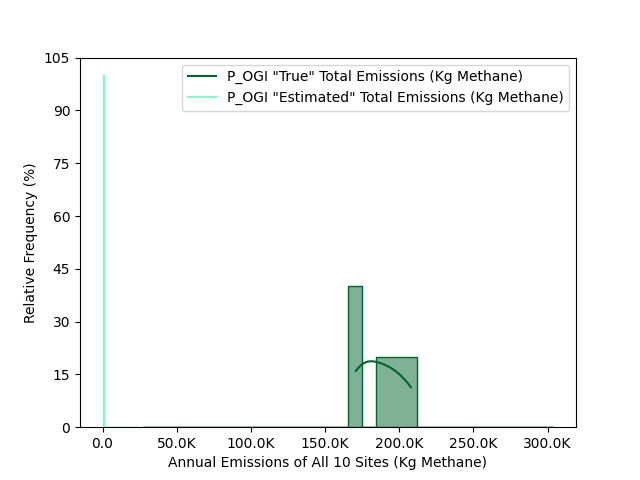 P_OGI "True" Total Emissions (Kg Methane)
P_OGI "Estimated" Total Emissions (Kg Methane)
105
90
75
60
45
30
15
0
Relative Frequency (%)
0.0 50.0K 100.0K 150.0K 200.0K 250.0K 300.0K
Annual Emissions of All 10 Sites (Kg Methane)